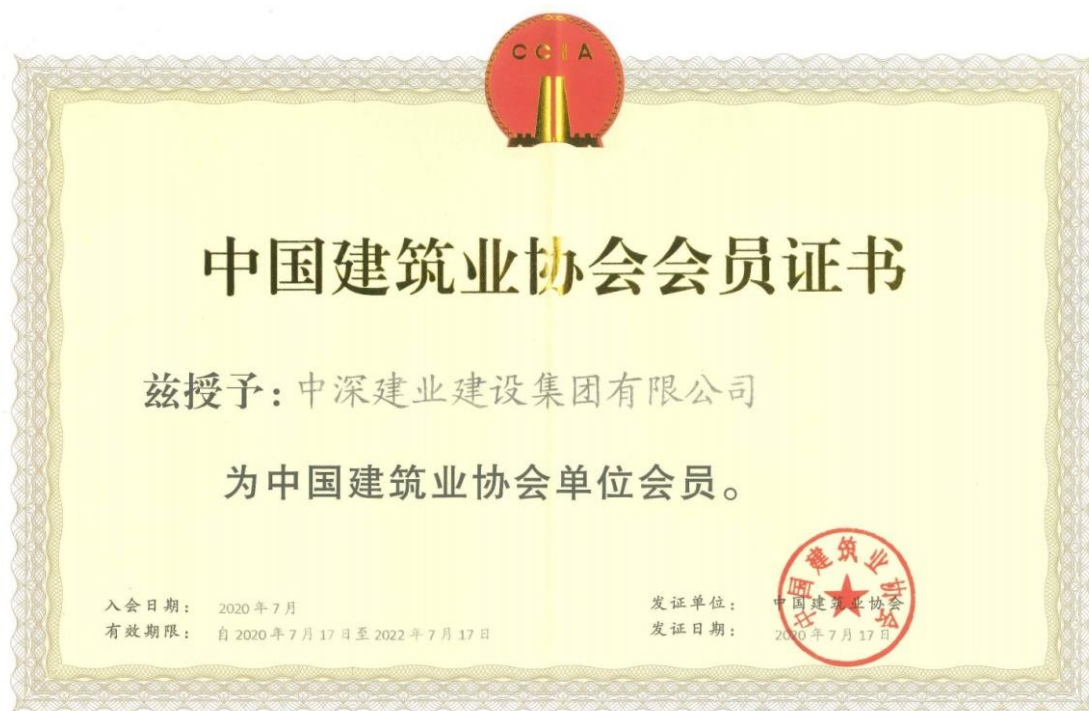 CCIA
中国建筑业协会会员证书
兹授予：中深建业建设集团有限公司
为中国建筑业协会单位会员。
入会日期： 2020年7月
有效期限： 自2020年7月17日至2022年7月17日
发证单位： 中国建筑业协会
发证日期： 2020年7月17日
中国建筑业协会